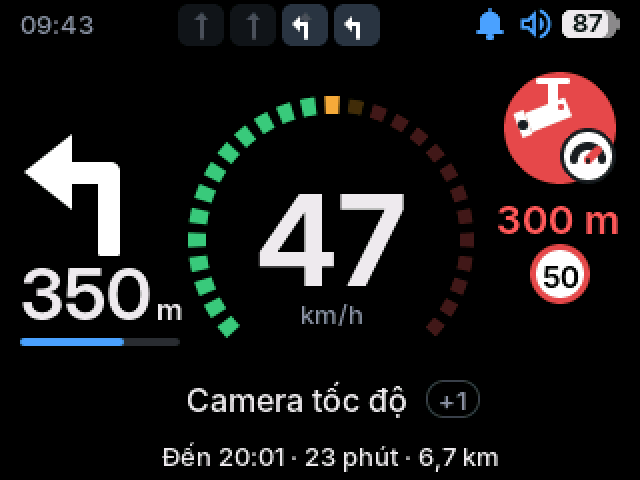 09:43
87
47
km/h
350 m
300 m
50
Camera tốc độ +1
Đến 20:01 · 23 phút · 6,7 km